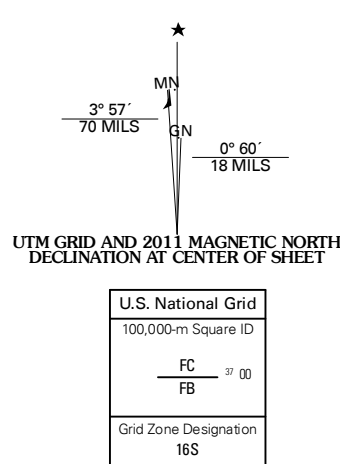 MN
3° 57´
70 MILS
GN
0° 60´
18 MILS
UTM GRID AND 2011 MAGNETIC NORTH
DECLINATION AT CENTER OF SHEET
U.S. National Grid
100,000-m Square ID
FC
37 00
FB
Grid Zone Designation
16S